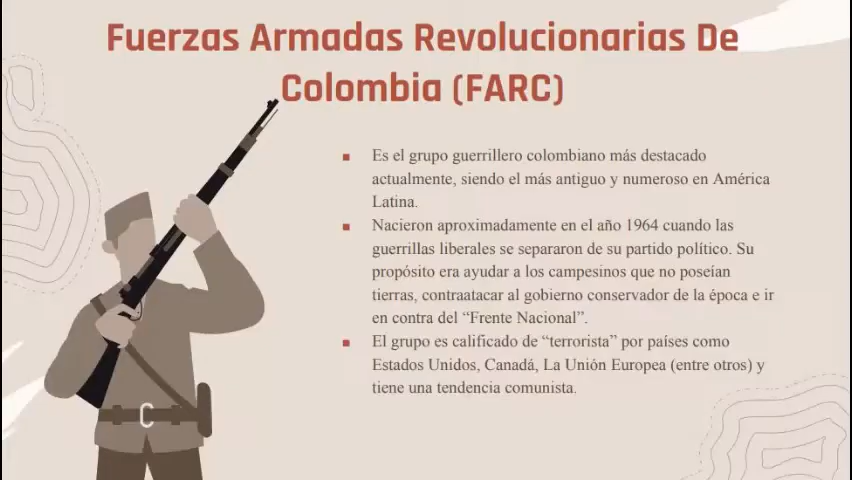 Fuerzas Armadas Revolucionarias De
Colombia (FARC)
▪ Es el grupo guerrillero colombiano más destacado
actualmente, siendo el más antiguo y numeroso en América
Latina.
▪ Nacieron aproximadamente en el año 1964 cuando las
guerrillas liberales se separaron de su partido político. Su
propósito era ayudar a los campesinos que no poseían
tierras, contraatacar al gobierno conservador de la época e ir
en contra del “Frente Nacional”.
▪ El grupo es calificado de “terrorista” por países como
Estados Unidos, Canadá, La Unión Europea (entre otros) y
tiene una tendencia comunista.